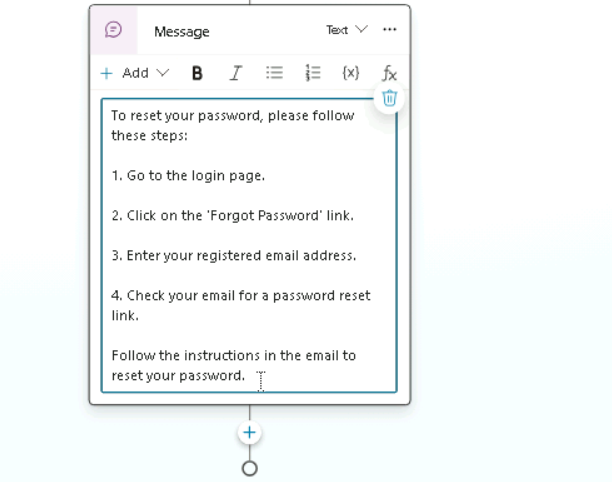 Message
Text
Add
B
I
{x}
fx
To reset your password, please follow
these steps:
1. Go to the login page.
2. Click on the 'Forgot Password' link.
3. Enter your registered email address.
4. Check your email for a password reset
link.
Follow the instructions in the email to
reset your password.